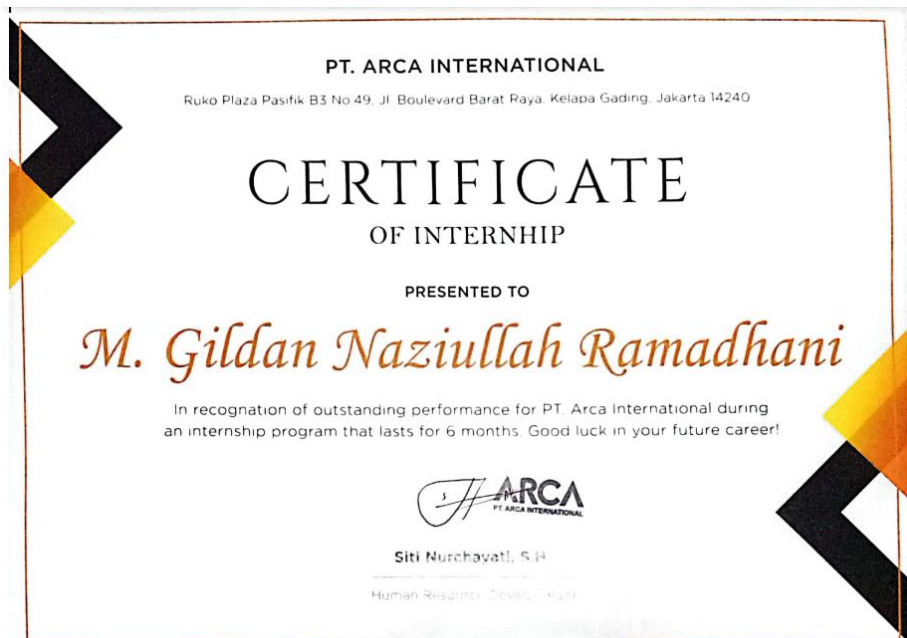 PT. ARCA INTERNATIONAL
Ruko Plaza Pasifik B3 No.49, Jl. Boulevard Barat Raya, Kelapa Gading, Jakarta 14240
CERTIFICATE
OF INTERNHIP
PRESENTED TO
M. Gildan Naziullah Ramadhani
In recognition of outstanding performance for PT. Arca International during
an internship program that lasts for 6 months. Good luck in your future career!
ARCA
PT. ARCA INTERNATIONAL
Siti Nurchayati, S.H
Human Resource Development